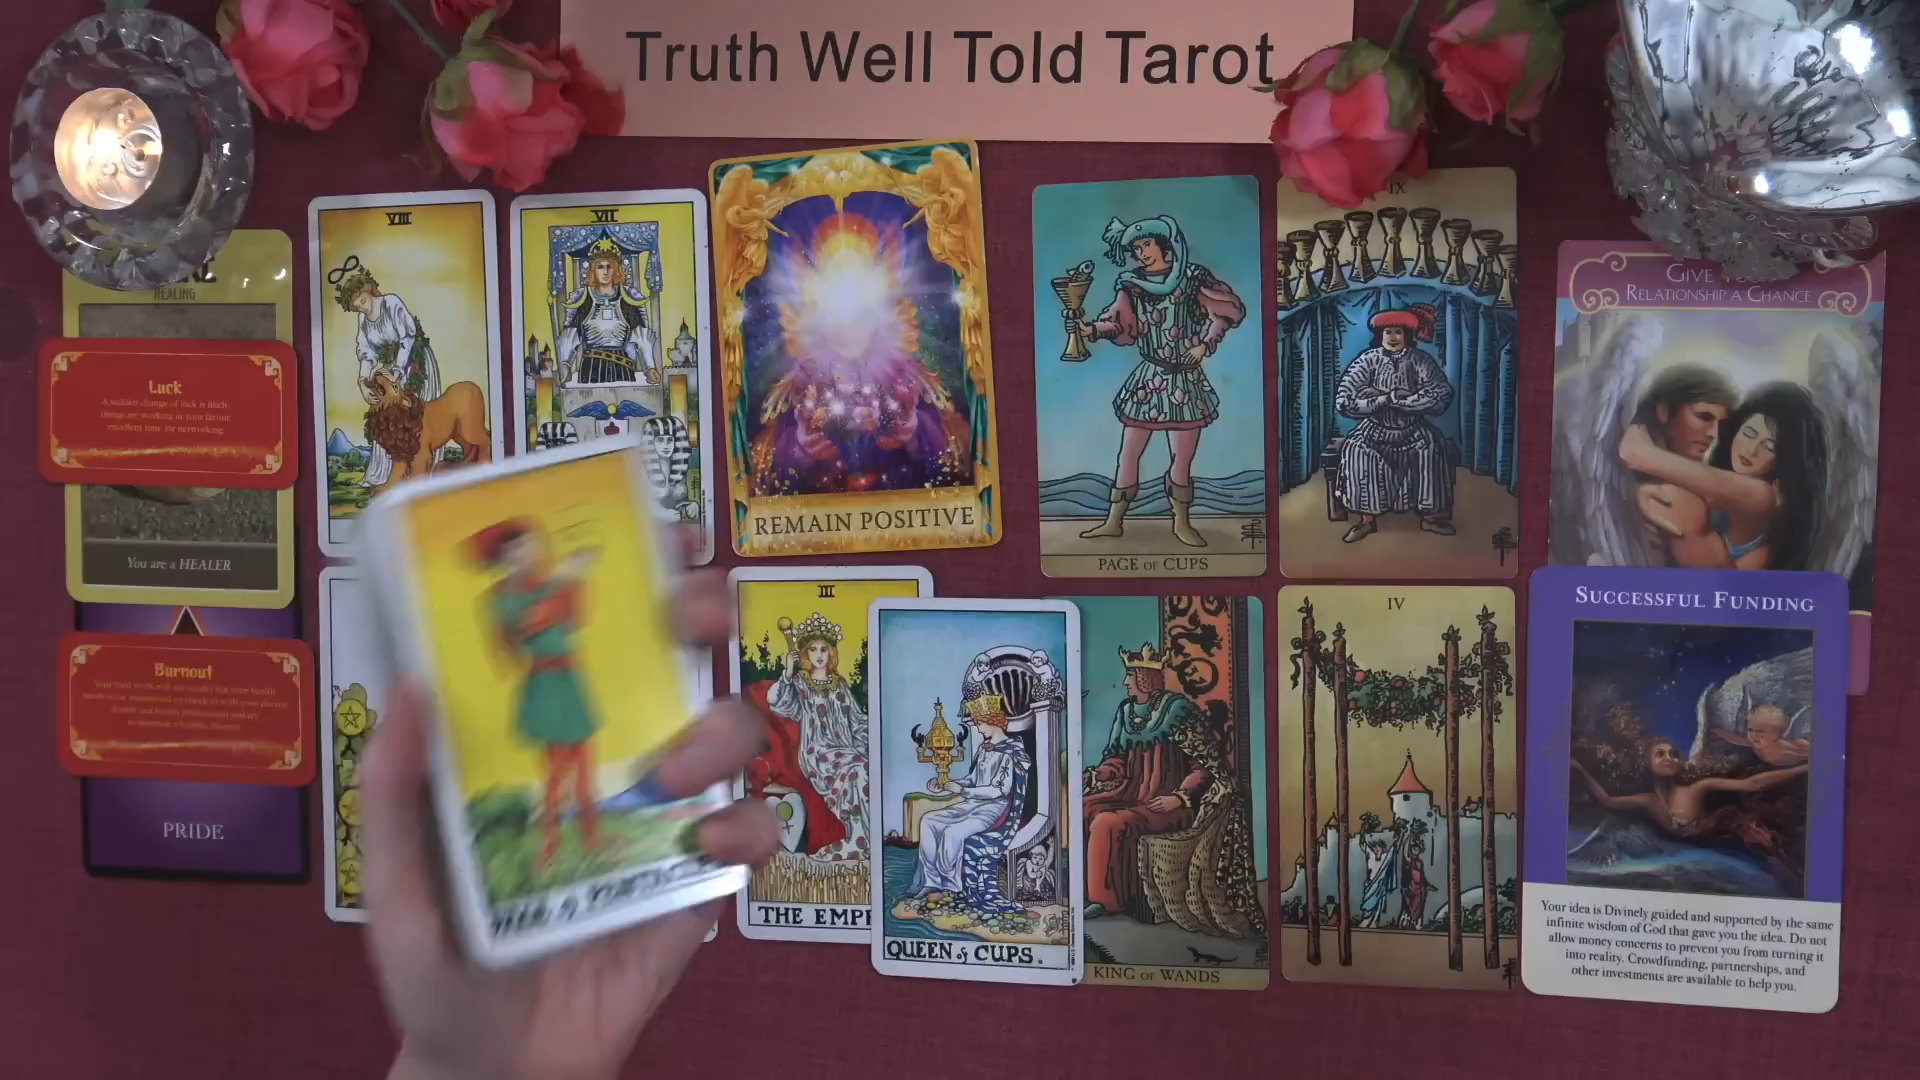 Truth Well Told Tarot
HEALING
Luck
A sudden change of luck is likely,
things are working in your favour,
excellent time for networking.
You are a HEALER
Burnout
PRIDE
VIII
VII
REMAIN POSITIVE
PAGE OF CUPS
IX
GIVE YOUR
RELATIONSHIP A CHANCE
III
THE EMPR
QUEEN of CUPS.
KING OF WANDS
IV
SUCCESSFUL FUNDING
Your idea is Divinely guided and supported by the same
infinite wisdom of God that gave you the idea. Do not
allow money concerns to prevent you from turning it
into reality. Crowdfunding, partnerships, and
other investments are available to help you.